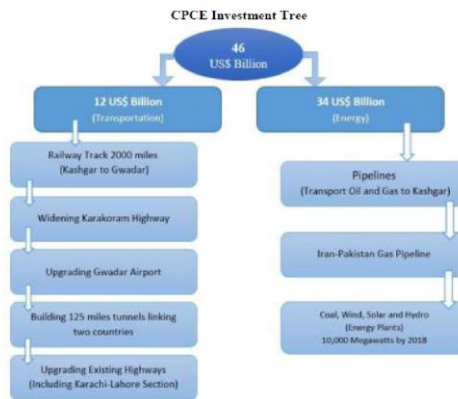 CPCE Investment Tree
46
US$ Billion
12 US$ Billion
(Transportation)
34 US$ Billion
(Energy)
Railway Track 2000 miles
(Kashgar to Gwadar)
Widening Karakoram Highway
Upgrading Gwadar Airport
Building 125 miles tunnels linking
two countries
Upgrading Existing Highways
(Including Karachi-Lahore Section)
Pipelines
(Transport Oil and Gas to Kashgar)
Iran-Pakistan Gas Pipeline
Coal, Wind, Solar and Hydro
(Energy Plants)
10,000 Megawatts by 2018